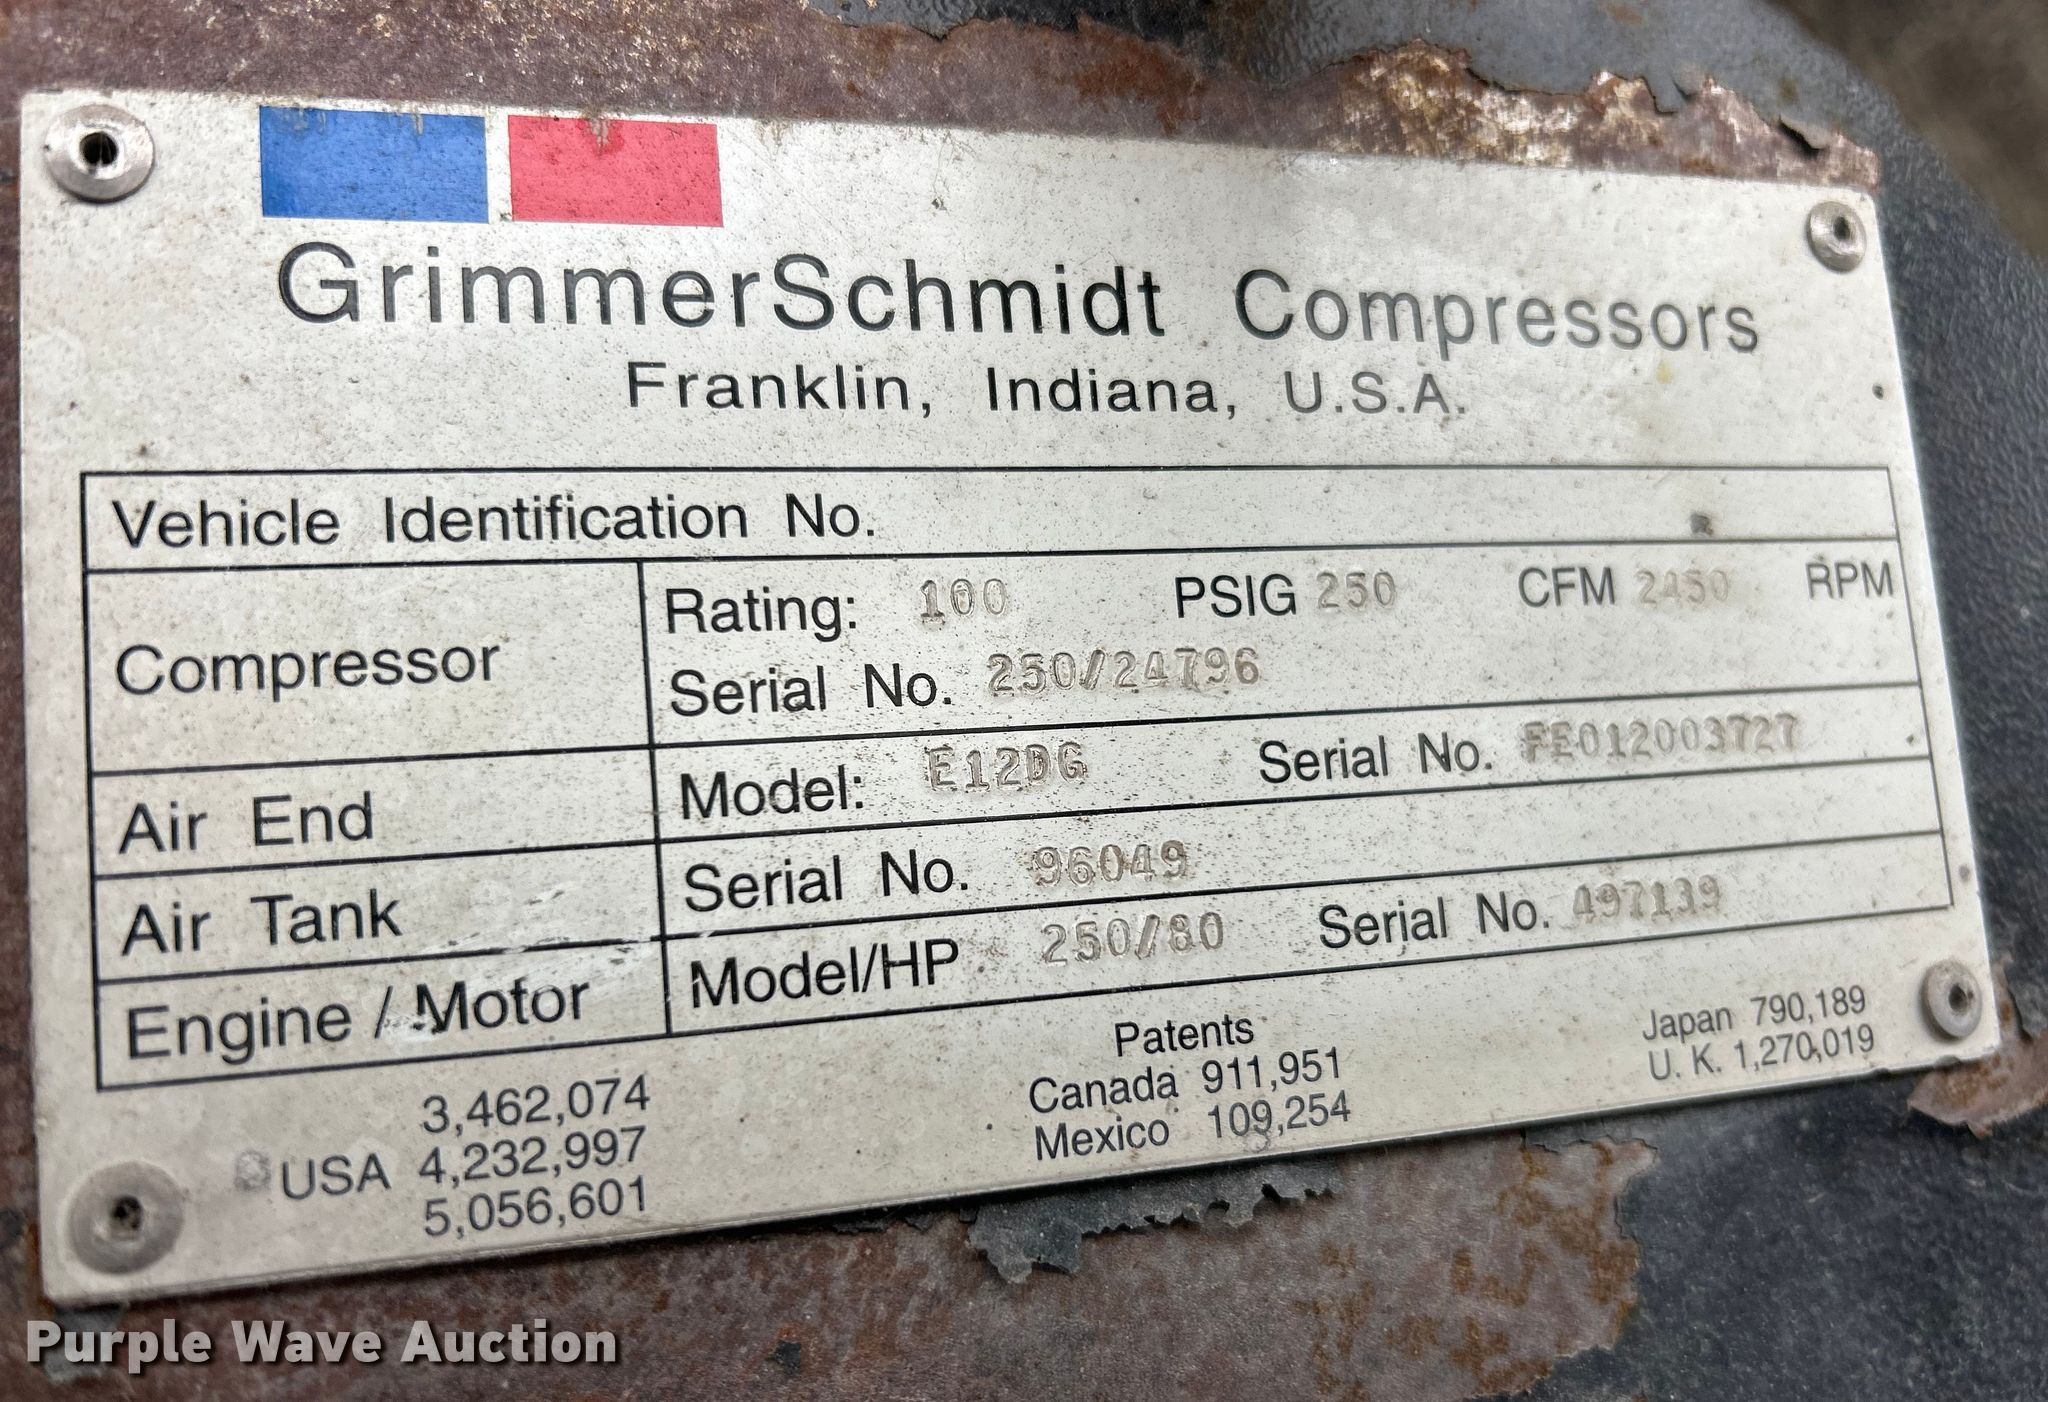 GrimmerSchmidt Compressors
Franklin, Indiana, U.S.A.
Vehicle Identification No.
Compressor
Rating: 100 PSIG 250 CFM 2450 RPM
Serial No. 250/24796
Air End
Model: E12DG Serial No. FE012003727
Air Tank
Serial No. 96049
Engine / Motor
Model/HP 250/80 Serial No. 497139
Patents
USA 3,462,074
4,232,997
5,056,601
Canada 911,951
Mexico 109,254
Japan 790,189
U. K. 1,270,019
Purple Wave Auction